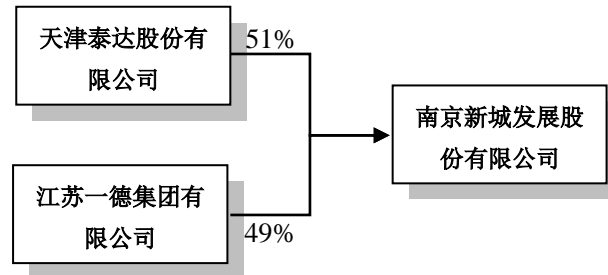 天津泰达股份有
限公司
51%
南京新城发展股
份有限公司
江苏一德集团有
限公司
49%